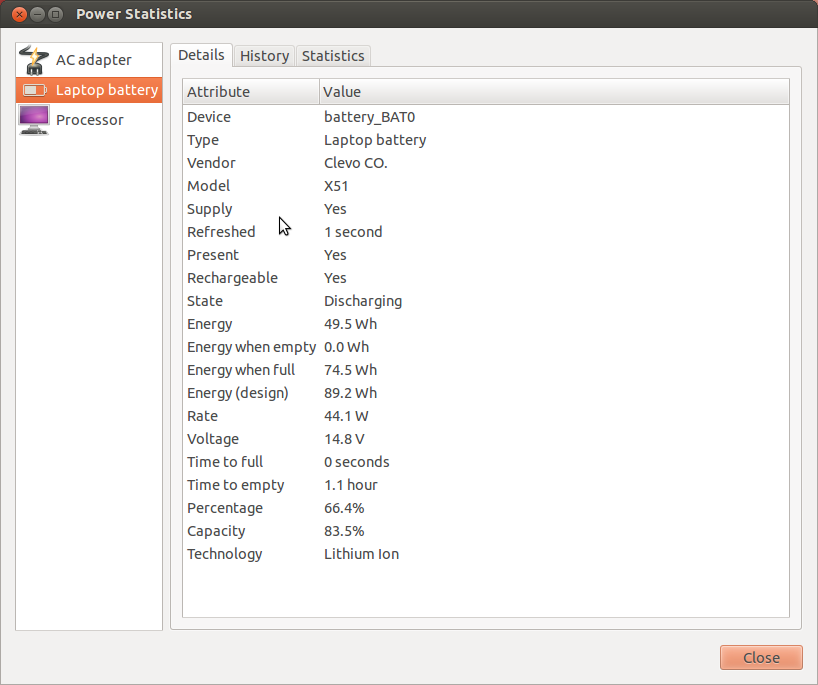 Power Statistics
AC adapter
Laptop battery
Processor
Details History Statistics
Attribute Value
Device battery_BAT0
Type Laptop battery
Vendor Clevo CO.
Model X51
Supply Yes
Refreshed 1 second
Present Yes
Rechargeable Yes
State Discharging
Energy 49.5 Wh
Energy when empty 0.0 Wh
Energy when full 74.5 Wh
Energy (design) 89.2 Wh
Rate 44.1 W
Voltage 14.8 V
Time to full 0 seconds
Time to empty 1.1 hour
Percentage 66.4%
Capacity 83.5%
Technology Lithium Ion
Close